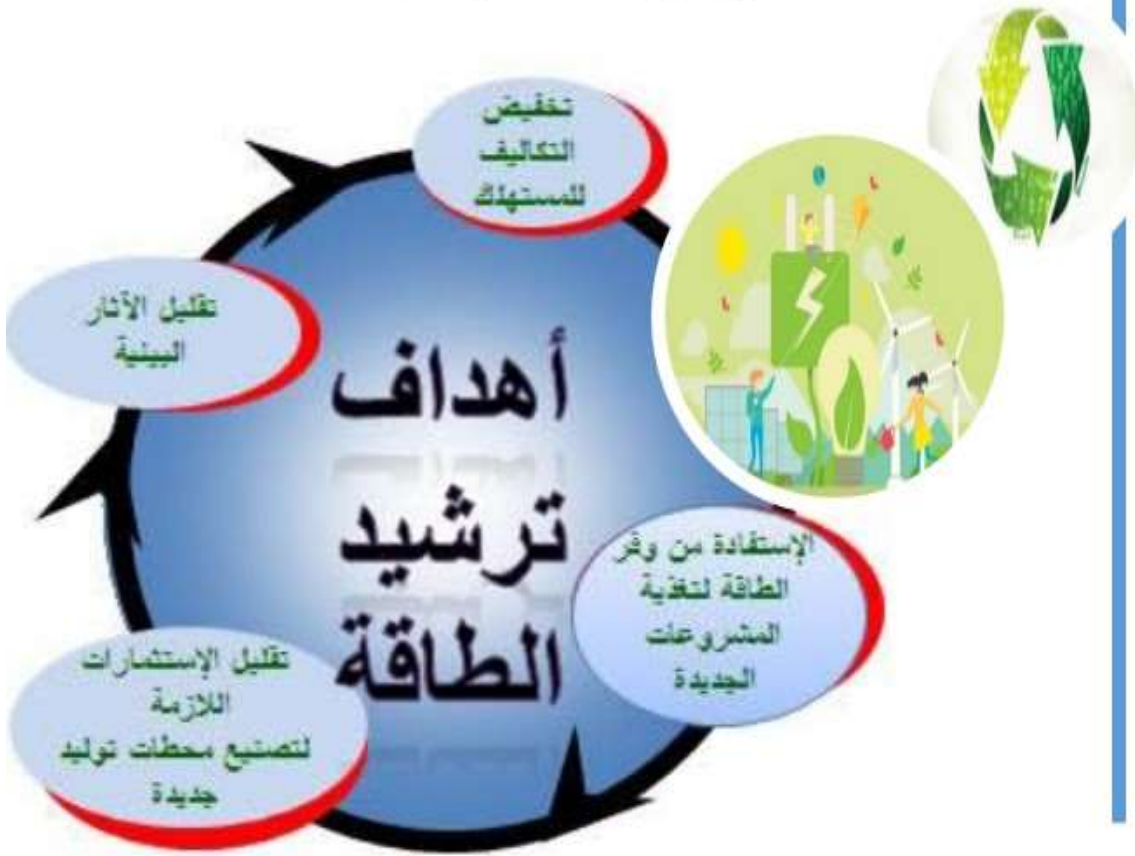 أهداف
ترشيد
الطاقة
تخفيض
التكاليف
للمستهلك
تقليل الآثار
البيئية
الإستفادة من وفر
الطاقة لتغذية
المشروعات
الجديدة
تقليل الإستثمارات
اللازمة
لتصنيع محطات توليد
جديدة